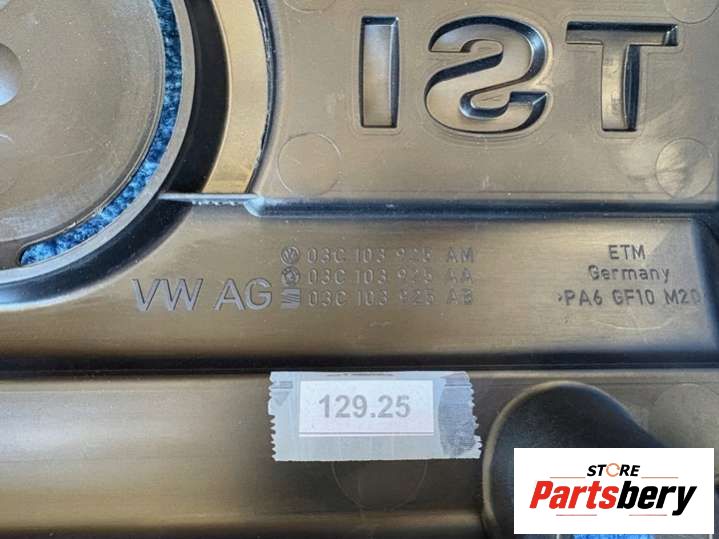 TSI
03C 103 925 AM
03C 103 925 AA
VW AG 03C 103 925 AB
ETM
Germany
>PA6 GF10 M20
129.25
STORE
Partsbery